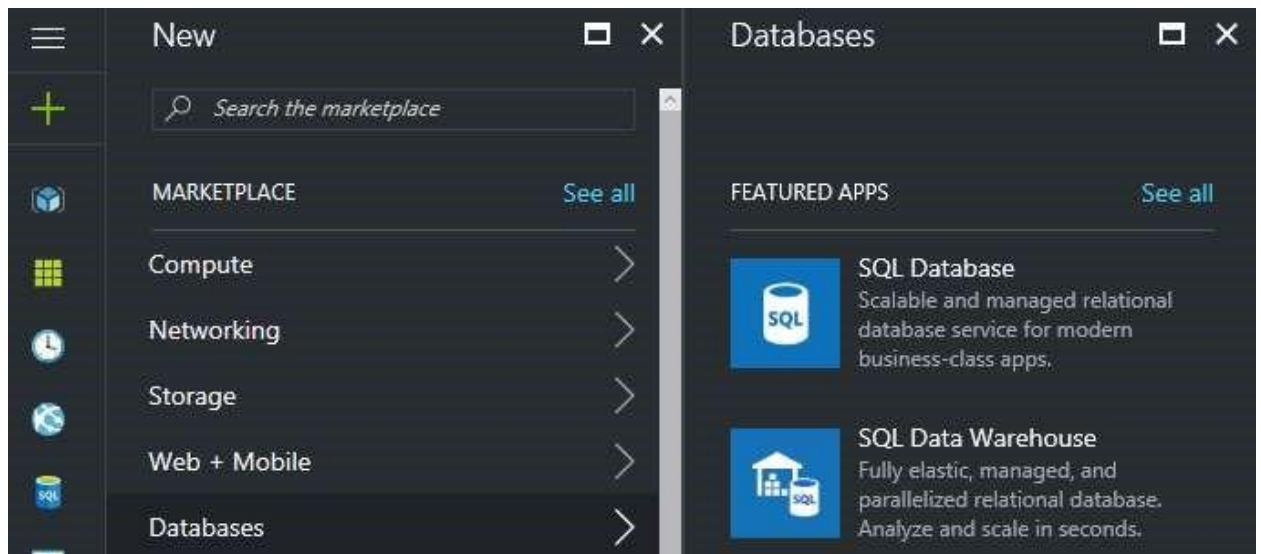 New
Search the marketplace
MARKETPLACE See all
Compute
Networking
Storage
Web + Mobile
Databases
Databases
FEATURED APPS See all
SQL
SQL Database
Scalable and managed relational
database service for modern
business-class apps.
SQL
SQL Data Warehouse
Fully elastic, managed, and
parallelized relational database.
Analyze and scale in seconds.
SQL